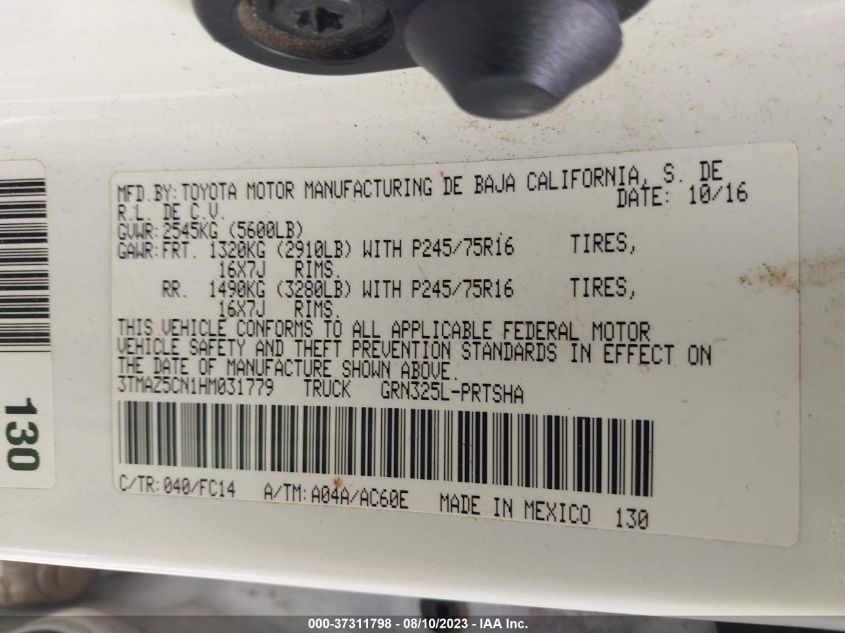 MFD.BY:TOYOTA MOTOR MANUFACTURING DE BAJA CALIFORNIA, S. DE
R.L. DE C.V.
DATE: 10/16
GVWR:2545KG (5600LB)
GAWR:FRT. 1320KG (2910LB) WITH P245/75R16 TIRES,
16X7J RIMS.
RR. 1490KG (3280LB) WITH P245/75R16 TIRES,
16X7J RIMS.
THIS VEHICLE CONFORMS TO ALL APPLICABLE FEDERAL MOTOR
VEHICLE SAFETY AND THEFT PREVENTION STANDARDS IN EFFECT ON
THE DATE OF MANUFACTURE SHOWN ABOVE.
3TMAZ5CN1HM031779 TRUCK GRN325L-PRTSHA
C/TR:040/FC14 A/TM:A04A/AC60E MADE IN MEXICO 130
130
000-37311798 - 08/10/2023 - IAA Inc.